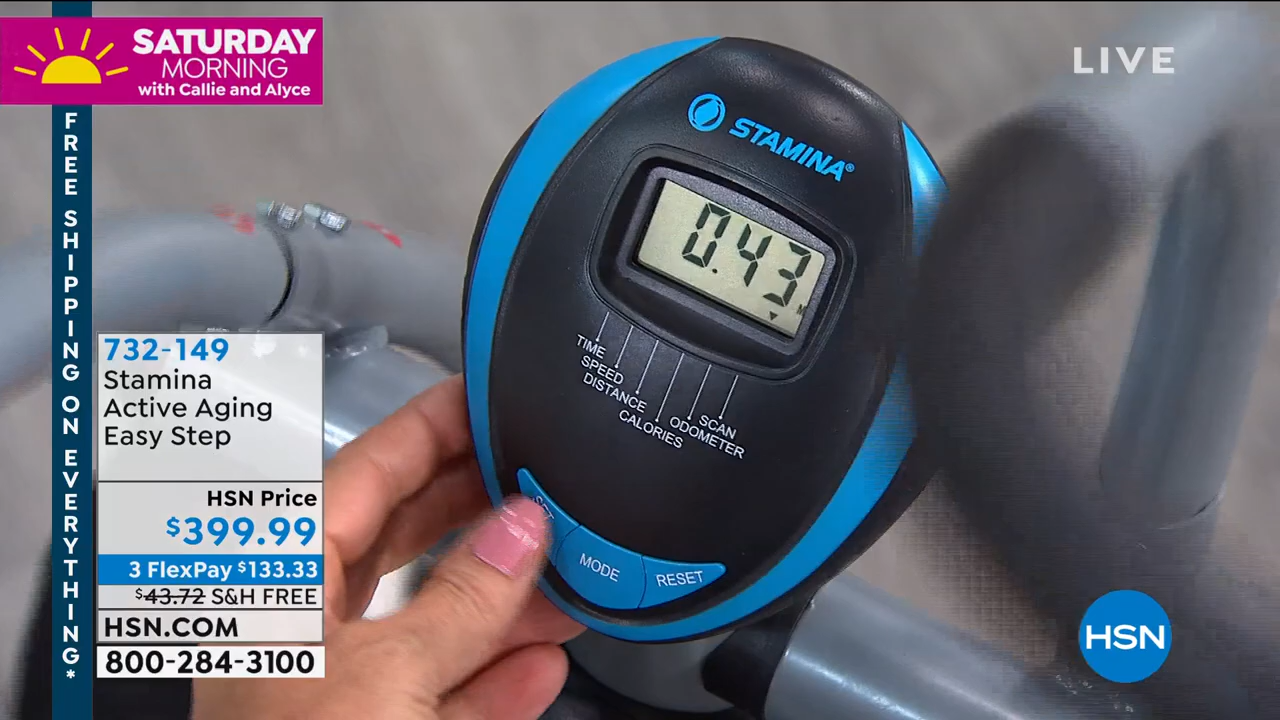 SATURDAY
MORNING
with Callie and Alyce
LIVE
FREE SHIPPING ON EVERYTHING*
STAMINA®
0.43
TIME
SPEED
DISTANCE
CALORIES
ODOMETER
SCAN
SET
MODE
RESET
732-149
Stamina
Active Aging
Easy Step
HSN Price
$399.99
3 FlexPay $133.33
$43.72 S&H FREE
HSN.COM
800-284-3100
HSN